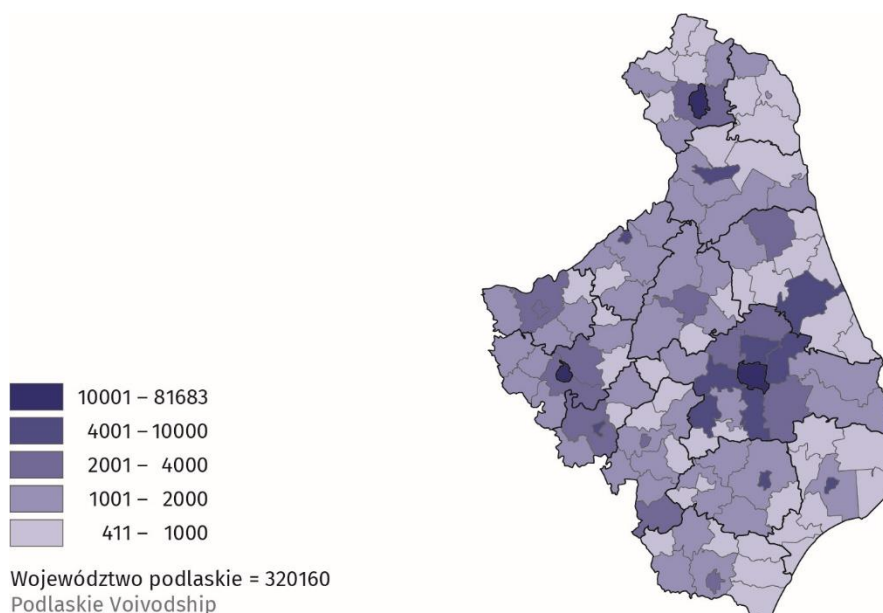 10001 – 81683
4001 – 10000
2001 – 4000
1001 – 2000
411 – 1000
Województwo podlaskie = 320160
Podlaskie Voivodship